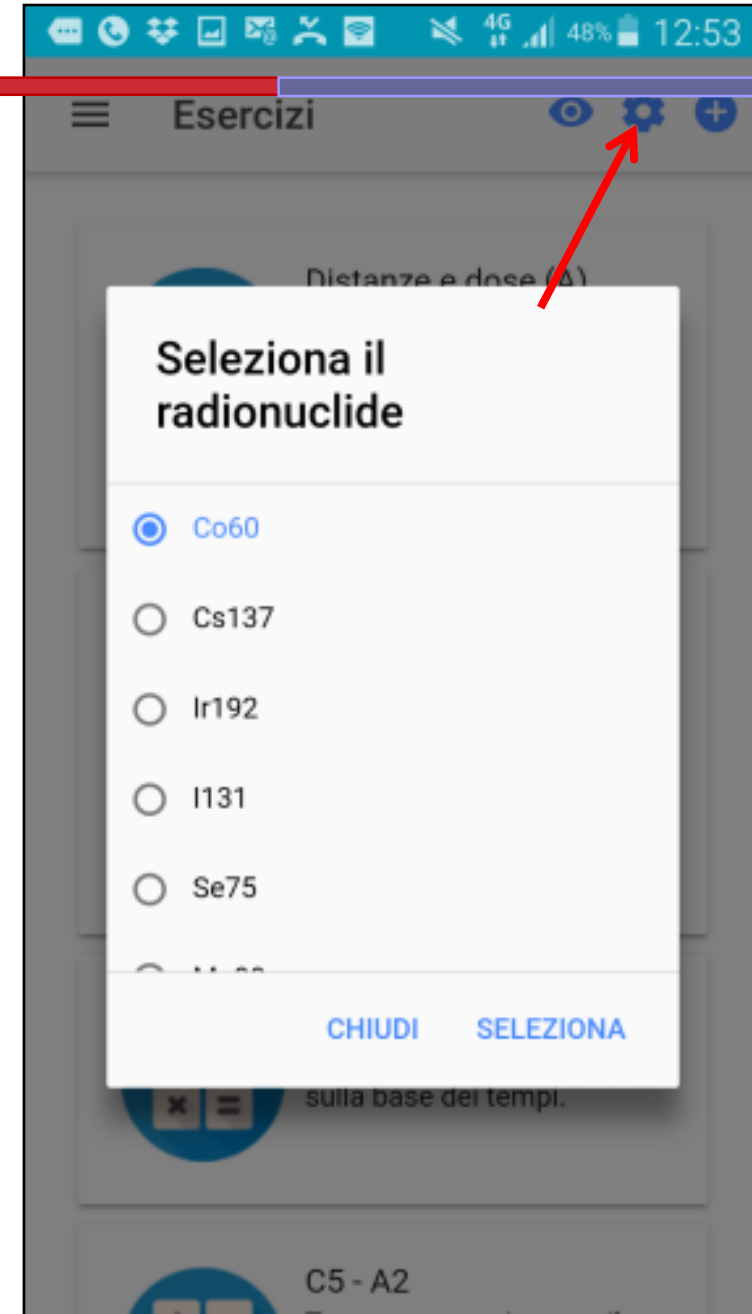 4G 48% 12:53
Esercizi
Distanze e dose (A)
Seleziona il
radionuclide
Co60
Cs137
Ir192
I131
Se75
CHIUDI SELEZIONA
sulla base dei tempi.
C5 - A2